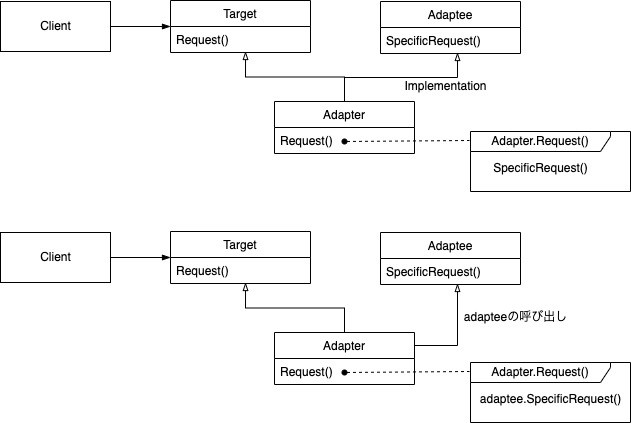 Client
Target
Request()
Adaptee
SpecificRequest()
Implementation
Adapter
Request()
Adapter.Request()
SpecificRequest()
Client
Target
Request()
Adaptee
SpecificRequest()
adapteeの呼び出し
Adapter
Request()
Adapter.Request()
adaptee.SpecificRequest()